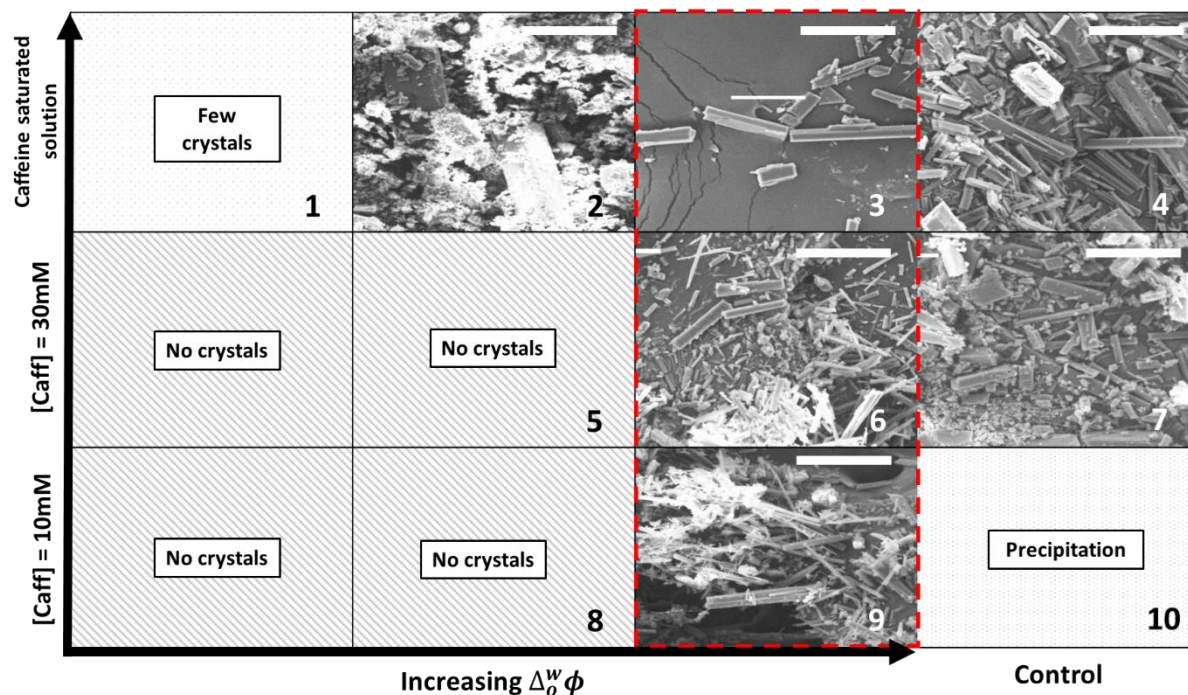 Caffeine saturated
solution
Few
crystals
1
2
3
4
[Caff] = 30mM
No crystals
No crystals
5
6
7
[Caff] = 10mM
No crystals
No crystals
8
9
Precipitation
10
Increasing Δ_o^w ϕ
Control